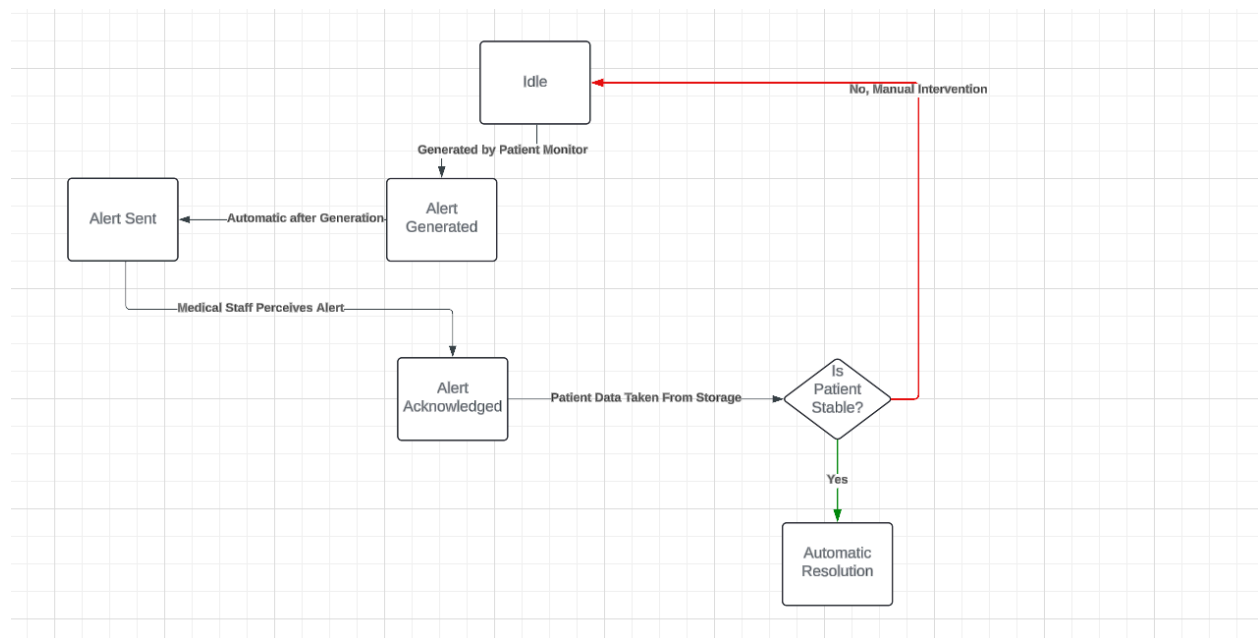 Idle
No, Manual Intervention
Generated by Patient Monitor
Alert Sent
Automatic after Generation
Alert
Generated
Medical Staff Perceives Alert
Alert
Acknowledged
Patient Data Taken From Storage
Is
Patient
Stable?
Yes
Automatic
Resolution